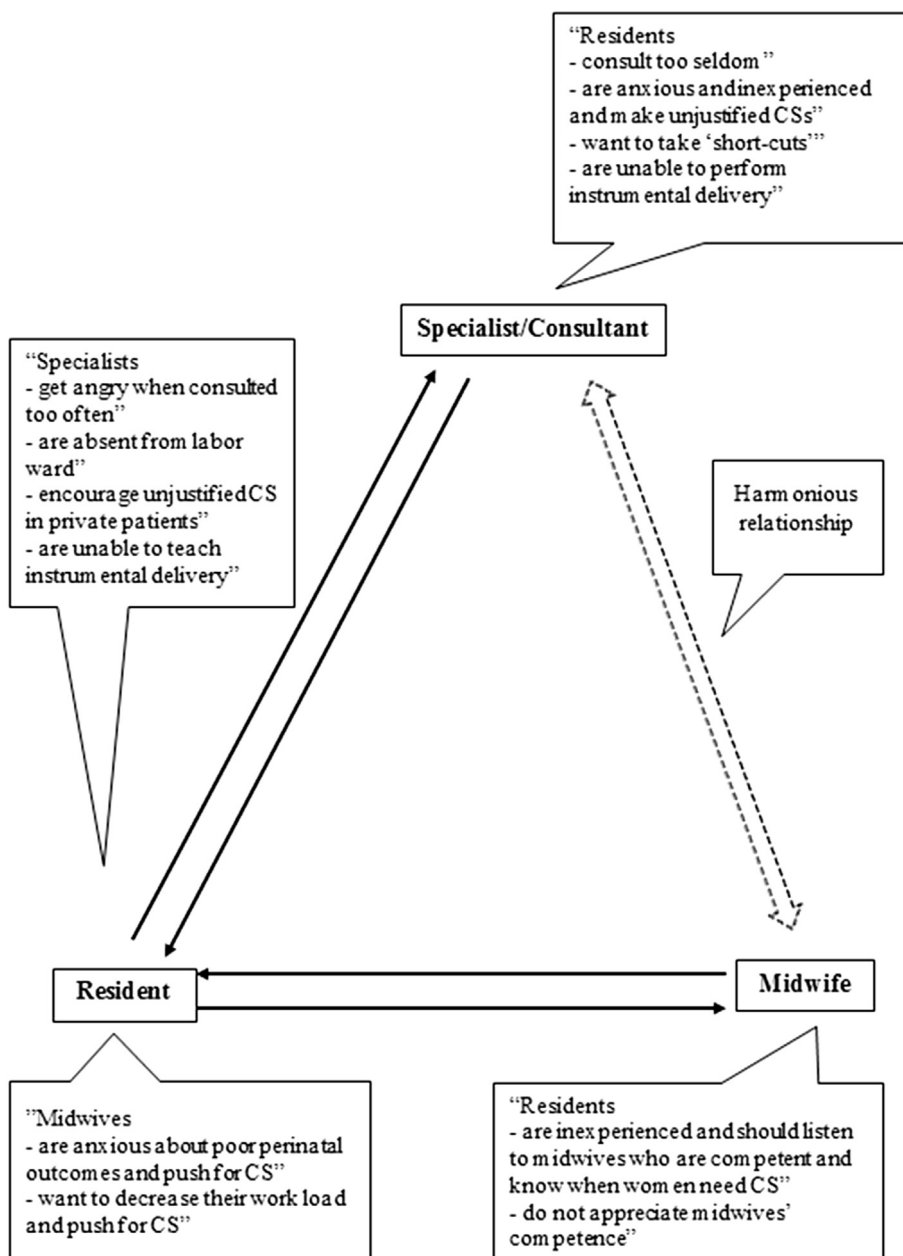 “Residents
- consult too seldom ”
- are anxious and inexperienced
and make unjustified CSs”
- want to take ‘short-cuts’”
- are unable to perform
instrumental delivery”
Specialist/Consultant
“Specialists
- get angry when consulted
too often”
- are absent from labor
ward”
- encourage unjustified CS
in private patients”
- are unable to teach
instrumental delivery”
Harmonious
relationship
Resident
Midwife
”Midwives
- are anxious about poor perinatal
outcomes and push for CS”
- want to decrease their work load
and push for CS”
“Residents
- are inexperienced and should listen
to midwives who are competent and
know when women need CS”
- do not appreciate midwives’
competence”